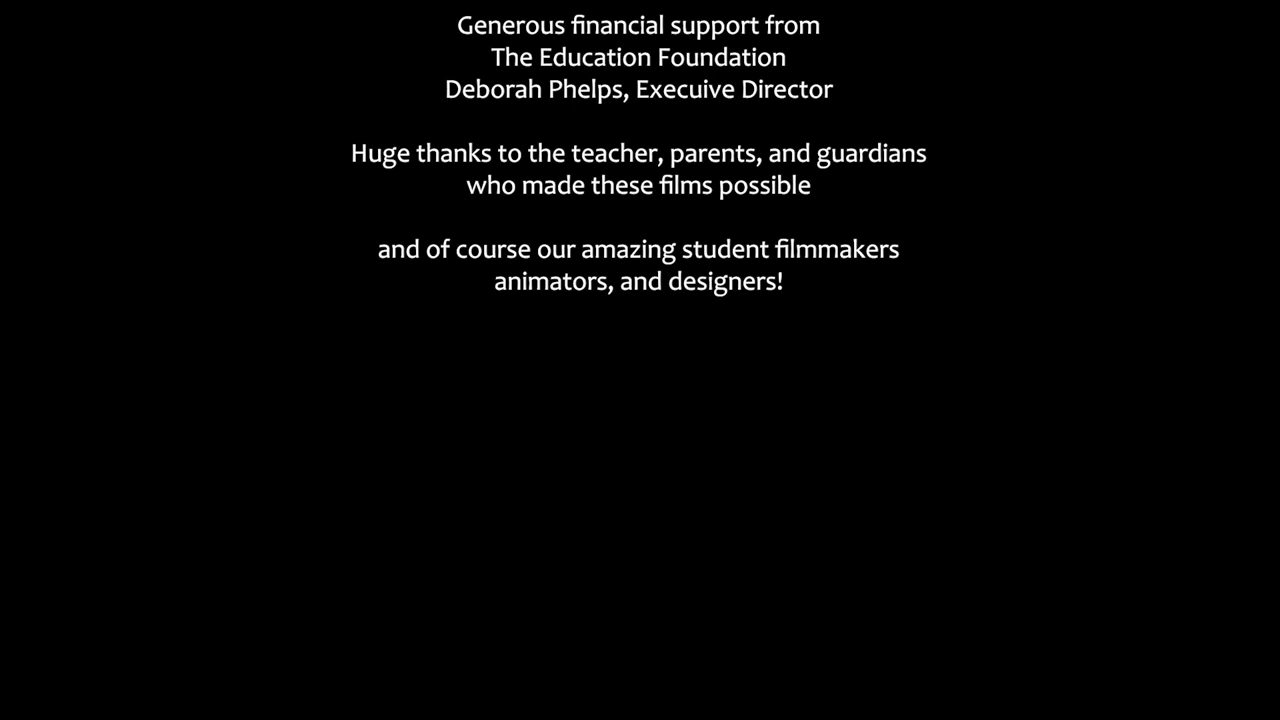 Generous financial support from
The Education Foundation
Deborah Phelps, Execuive Director
Huge thanks to the teacher, parents, and guardians
who made these films possible
and of course our amazing student filmmakers
animators, and designers!